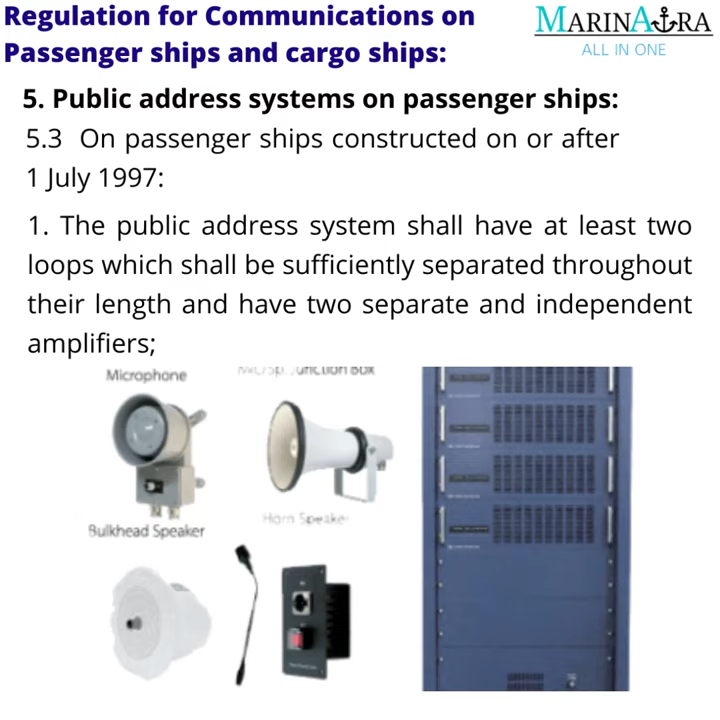 Regulation for Communications on
Passenger ships and cargo ships:
MARINAURA
ALL IN ONE
5. Public address systems on passenger ships:
5.3 On passenger ships constructed on or after
1 July 1997:
1. The public address system shall have at least two
loops which shall be sufficiently separated throughout
their length and have two separate and independent
amplifiers;
Microphone
Junction Box
Bulkhead Speaker
Horn Speaker